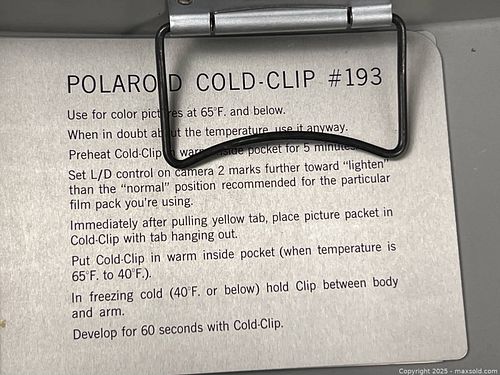 POLAROID COLD-CLIP #193
Use for color pictures at 65°F. and below.
When in doubt about the temperature, use it anyway.
Preheat Cold-Clip in warm inside pocket for 5 minutes.
Set L/D control on camera 2 marks further toward "lighten"
than the "normal" position recommended for the particular
film pack you're using.
Immediately after pulling yellow tab, place picture packet in
Cold-Clip with tab hanging out.
Put Cold-Clip in warm inside pocket (when temperature is
65°F. to 40°F.).
In freezing cold (40°F. or below) hold Clip between body
and arm.
Develop for 60 seconds with Cold-Clip.
Copyright 2025 - maxsold.com